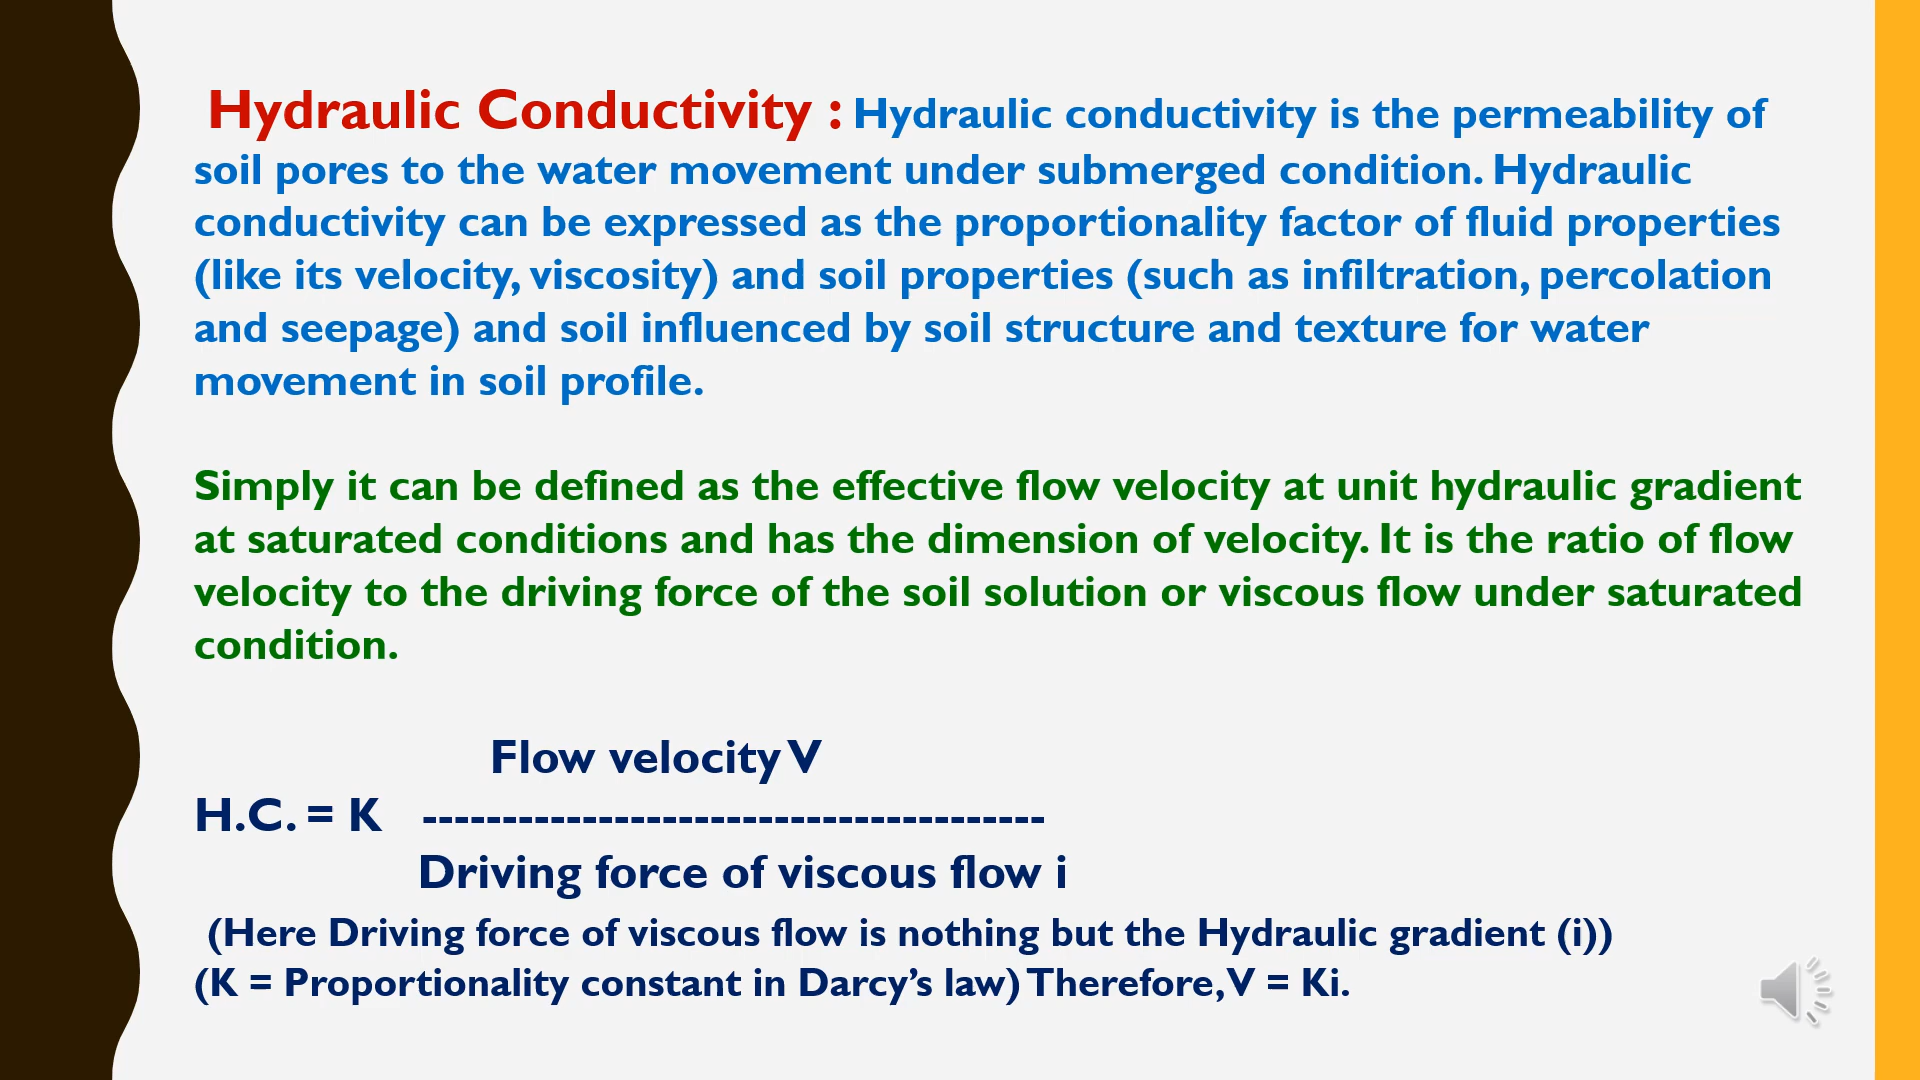 Hydraulic Conductivity : Hydraulic conductivity is the permeability of
soil pores to the water movement under submerged condition. Hydraulic
conductivity can be expressed as the proportionality factor of fluid properties
(like its velocity, viscosity) and soil properties (such as infiltration, percolation
and seepage) and soil influenced by soil structure and texture for water
movement in soil profile.
Simply it can be defined as the effective flow velocity at unit hydraulic gradient
at saturated conditions and has the dimension of velocity. It is the ratio of flow
velocity to the driving force of the soil solution or viscous flow under saturated
condition.
Flow velocity V
H.C. = K ---------------------------------------
Driving force of viscous flow i
(Here Driving force of viscous flow is nothing but the Hydraulic gradient (i))
(K = Proportionality constant in Darcy’s law) Therefore, V = Ki.